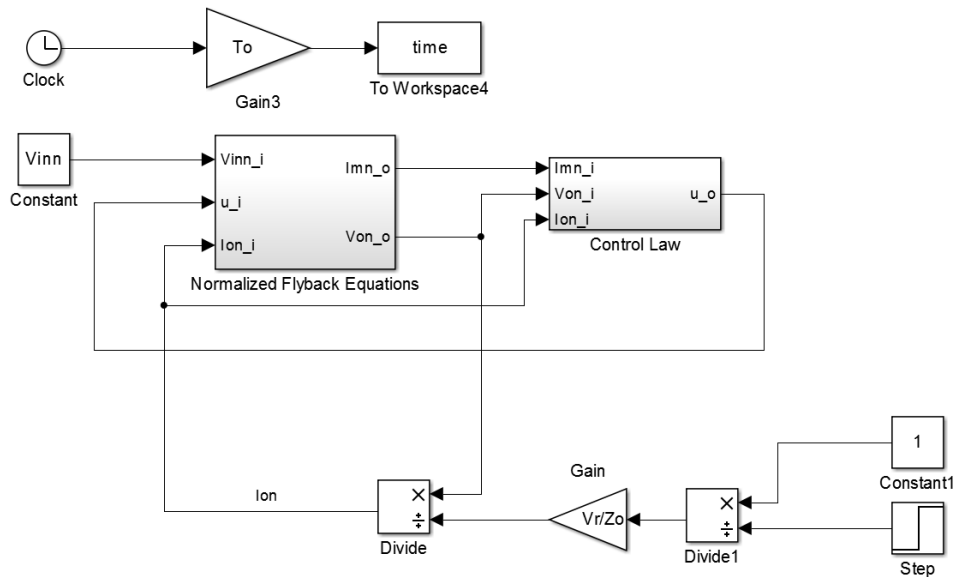 To
time
Clock
To Workspace4
Gain3
Vinn
Constant
Vinn_i
Imn_o
u_i
Ion_i
Von_o
Normalized Flyback Equations
Imn_i
Von_i
u_o
Ion_i
Control Law
1
Constant1
Gain
Ion
×
÷
Divide
Vr/Zo
×
÷
Divide1
Step